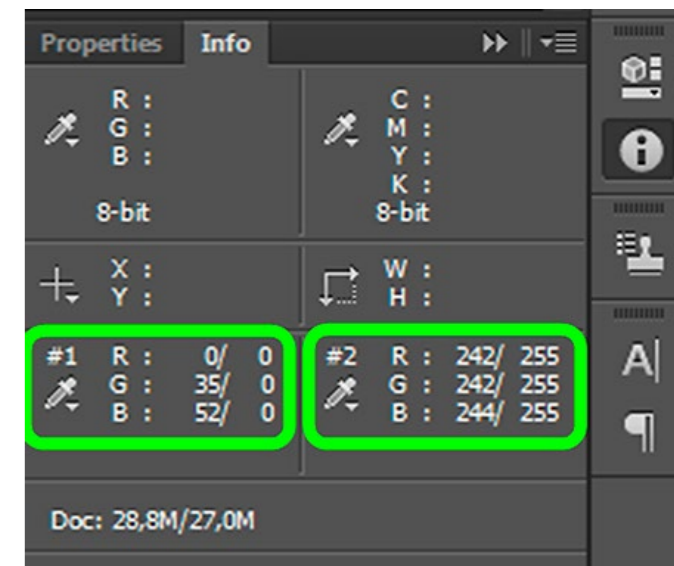 Properties Info
R :
G :
B :
8-bit
C :
M :
Y :
K :
8-bit
X :
Y :
W :
H :
#1 R : 0/ 0
G : 35/ 0
B : 52/ 0
#2 R : 242/ 255
G : 242/ 255
B : 244/ 255
Doc: 28,8M/27,0M
A